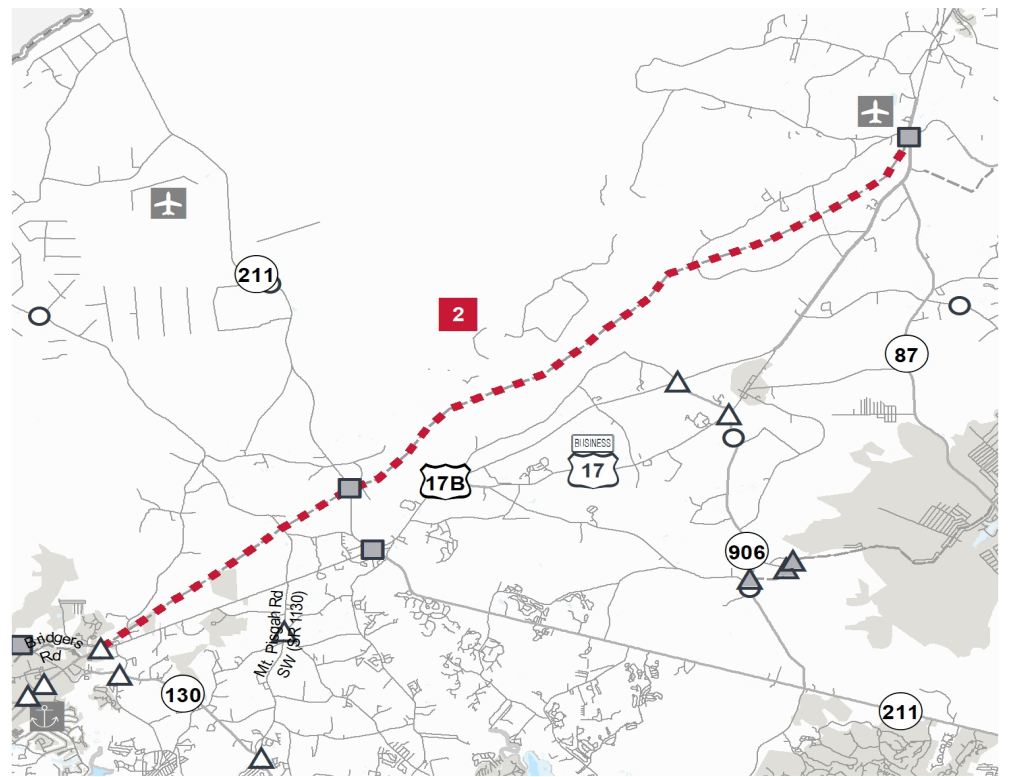 211
2
87
BUSINESS
17
17B
906
Bridgers
Rd
Mt. Pisgah Rd
SW (SR 1130)
130
211